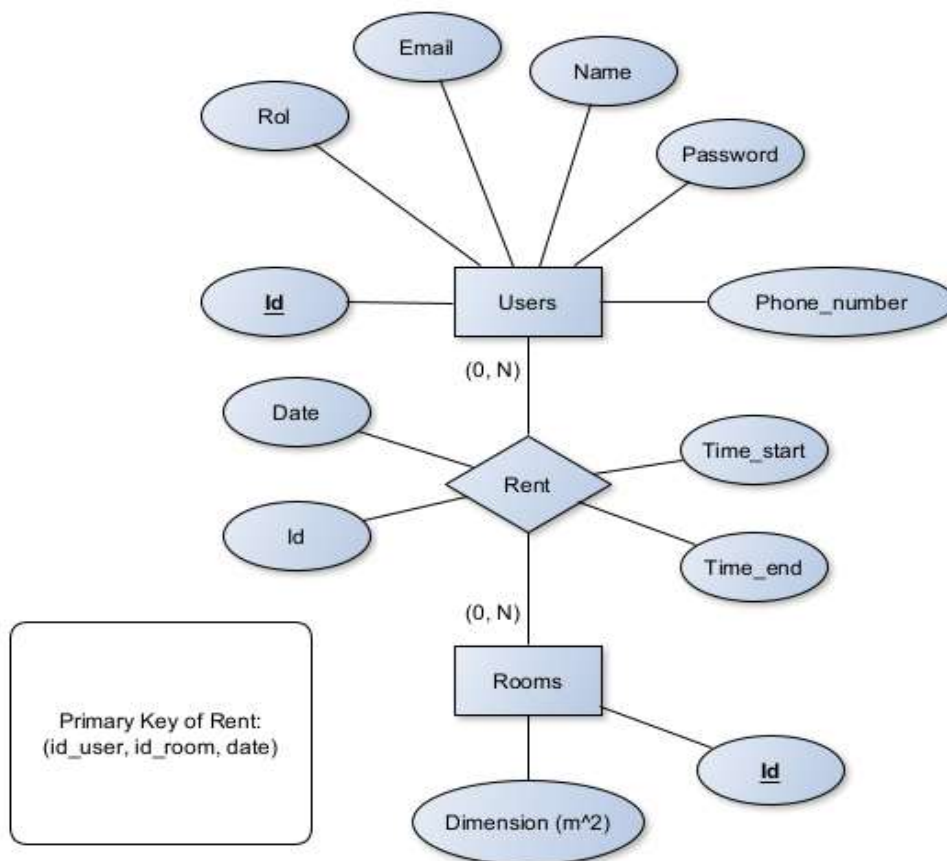 Email
Name
Rol
Password
Id
Users
Phone_number
(0, N)
Date
Time_start
Rent
Id
Time_end
(0, N)
Rooms
Primary Key of Rent:
(id_user, id_room, date)
Id
Dimension (m^2)